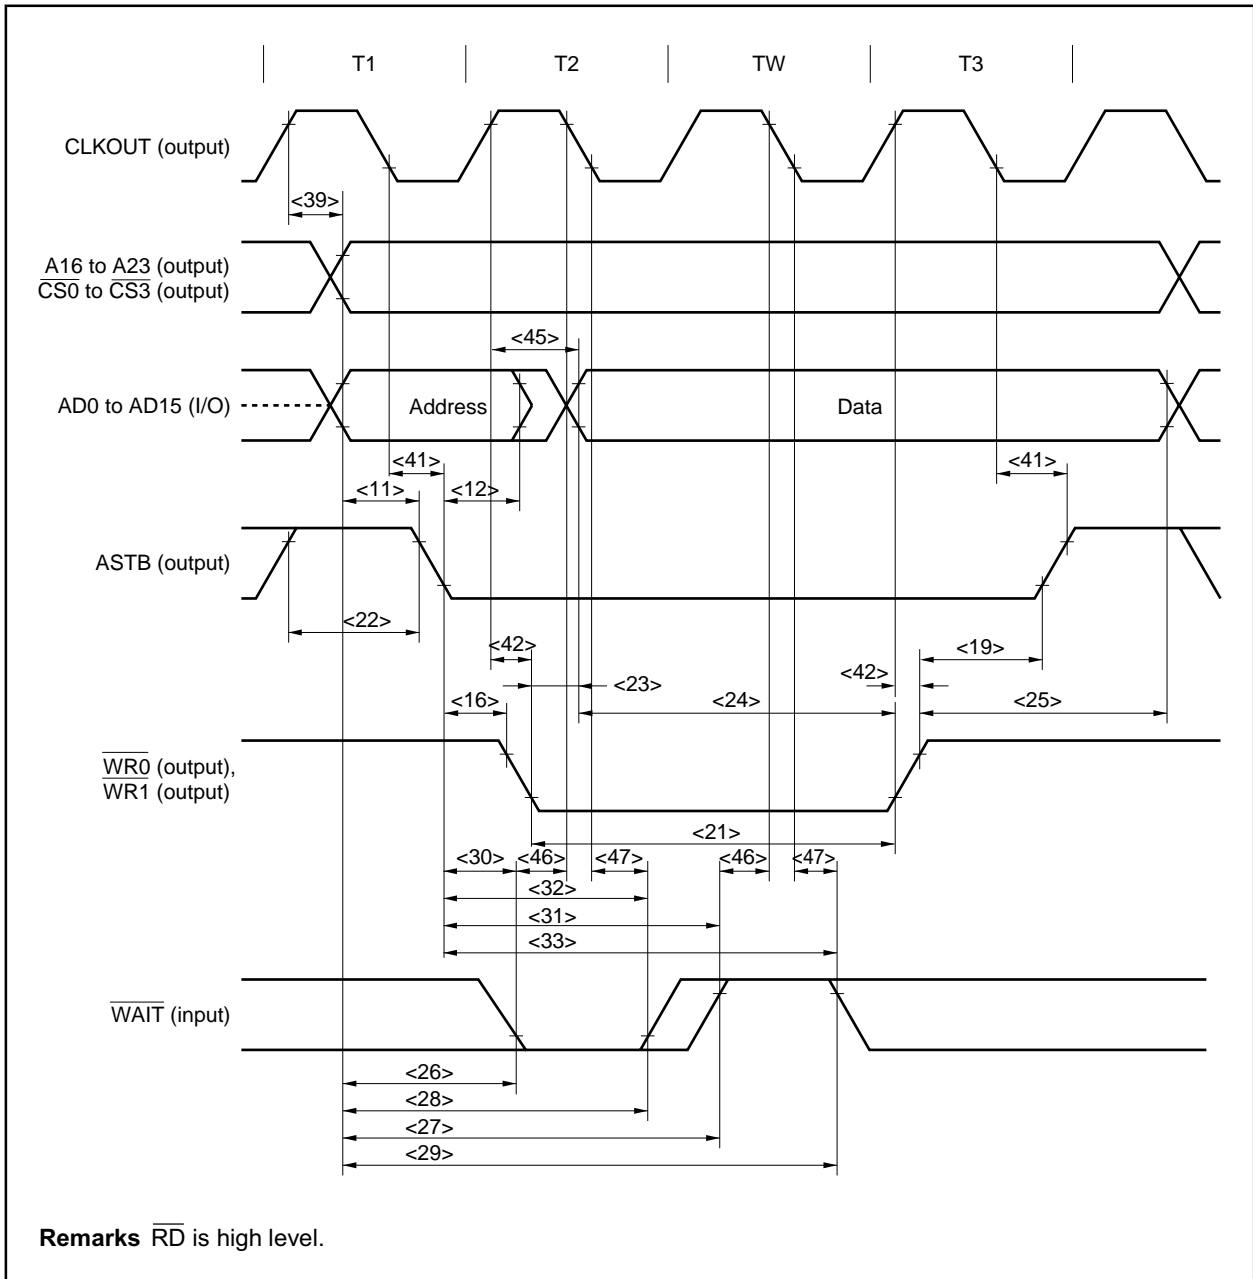 T1 T2 TW T3
CLKOUT (output)
<39>
A16 to A23 (output)
CS0 to CS3 (output)
<45>
AD0 to AD15 (I/O) Address Data
<41> <41>
<11> <12>
ASTB (output)
<22>
<42> <19>
<23> <42>
<16> <24> <25>
WR0 (output),
WR1 (output)
<21>
<30> <46> <47> <46> <47>
<32>
<31>
<33>
WAIT (input)
<26>
<28>
<27>
<29>
Remarks RD is high level.